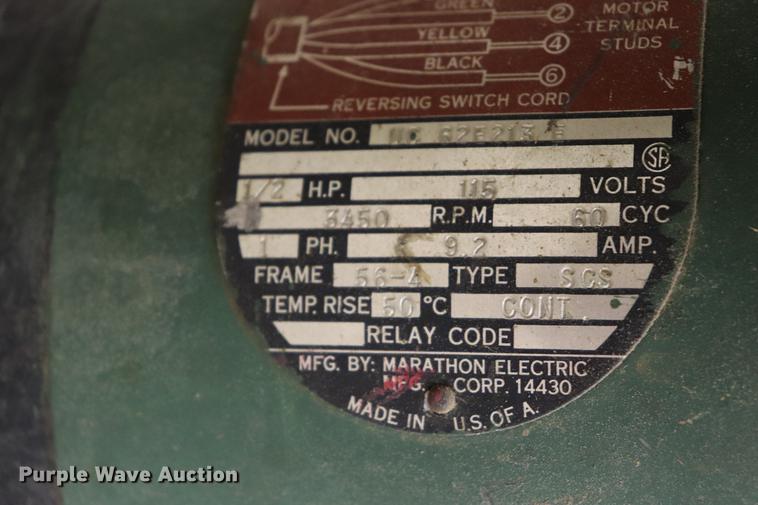 GREEN
② MOTOR
YELLOW TERMINAL
④ STUDS
BLACK
⑥
REVERSING SWITCH CORD
MODEL NO.
SA
1/2 H.P. 115 VOLTS
3450 R.P.M. 60 CYC
1 PH. 9.2 AMP.
FRAME 56-4 TYPE SCS
TEMP. RISE 50 °C CONT
RELAY CODE
MFG. BY: MARATHON ELECTRIC
MFG. CORP. 14430
MADE IN U.S. OF A.
Purple Wave Auction